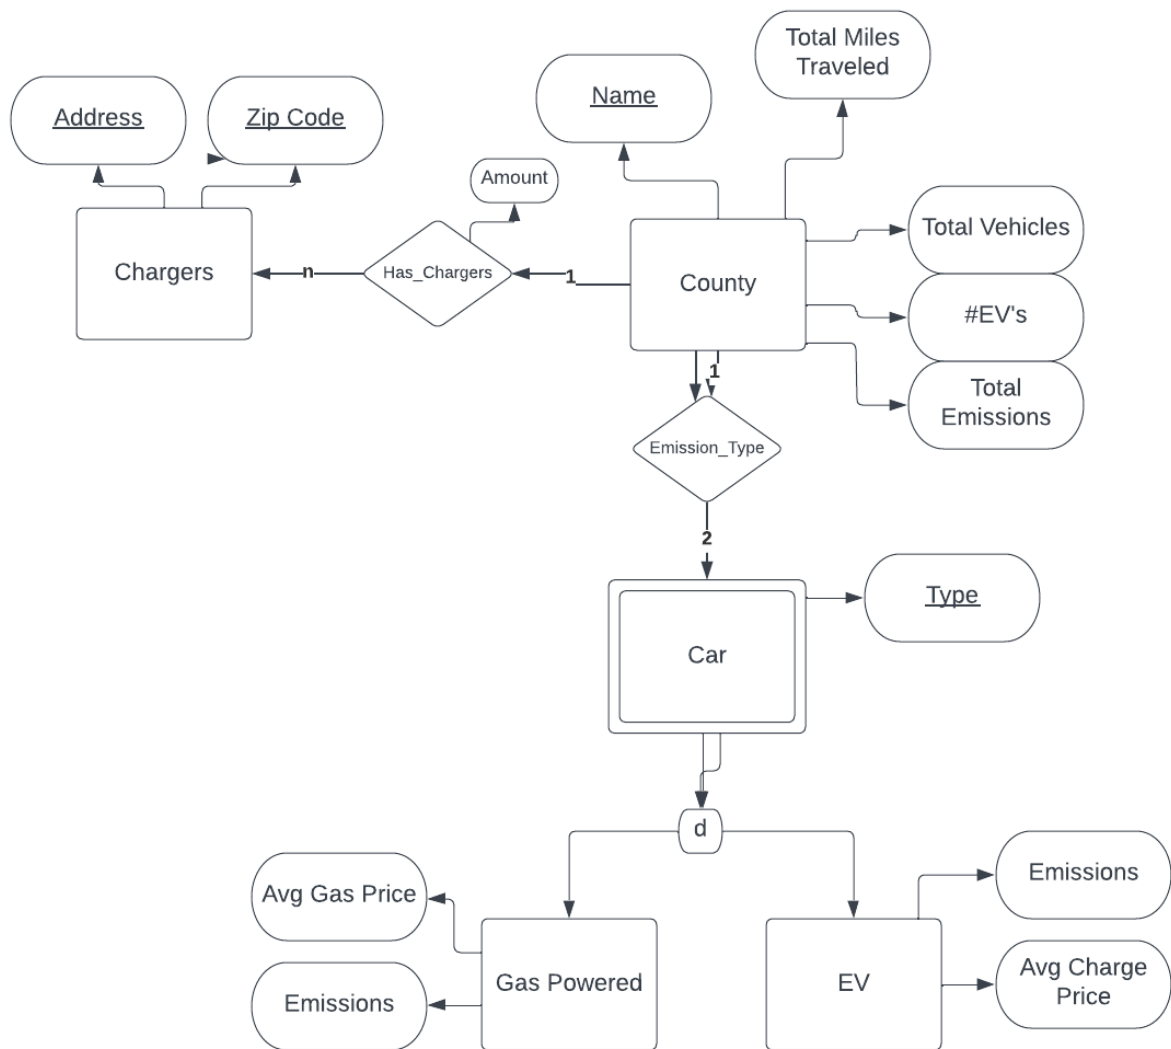 Total Miles
Traveled
Name
Address
Zip Code
Amount
Total Vehicles
Chargers
n
Has_Chargers
1
County
#EV's
1
Total
Emissions
Emission_Type
2
Type
Car
d
Emissions
Avg Gas Price
Gas Powered
EV
Avg Charge
Price
Emissions